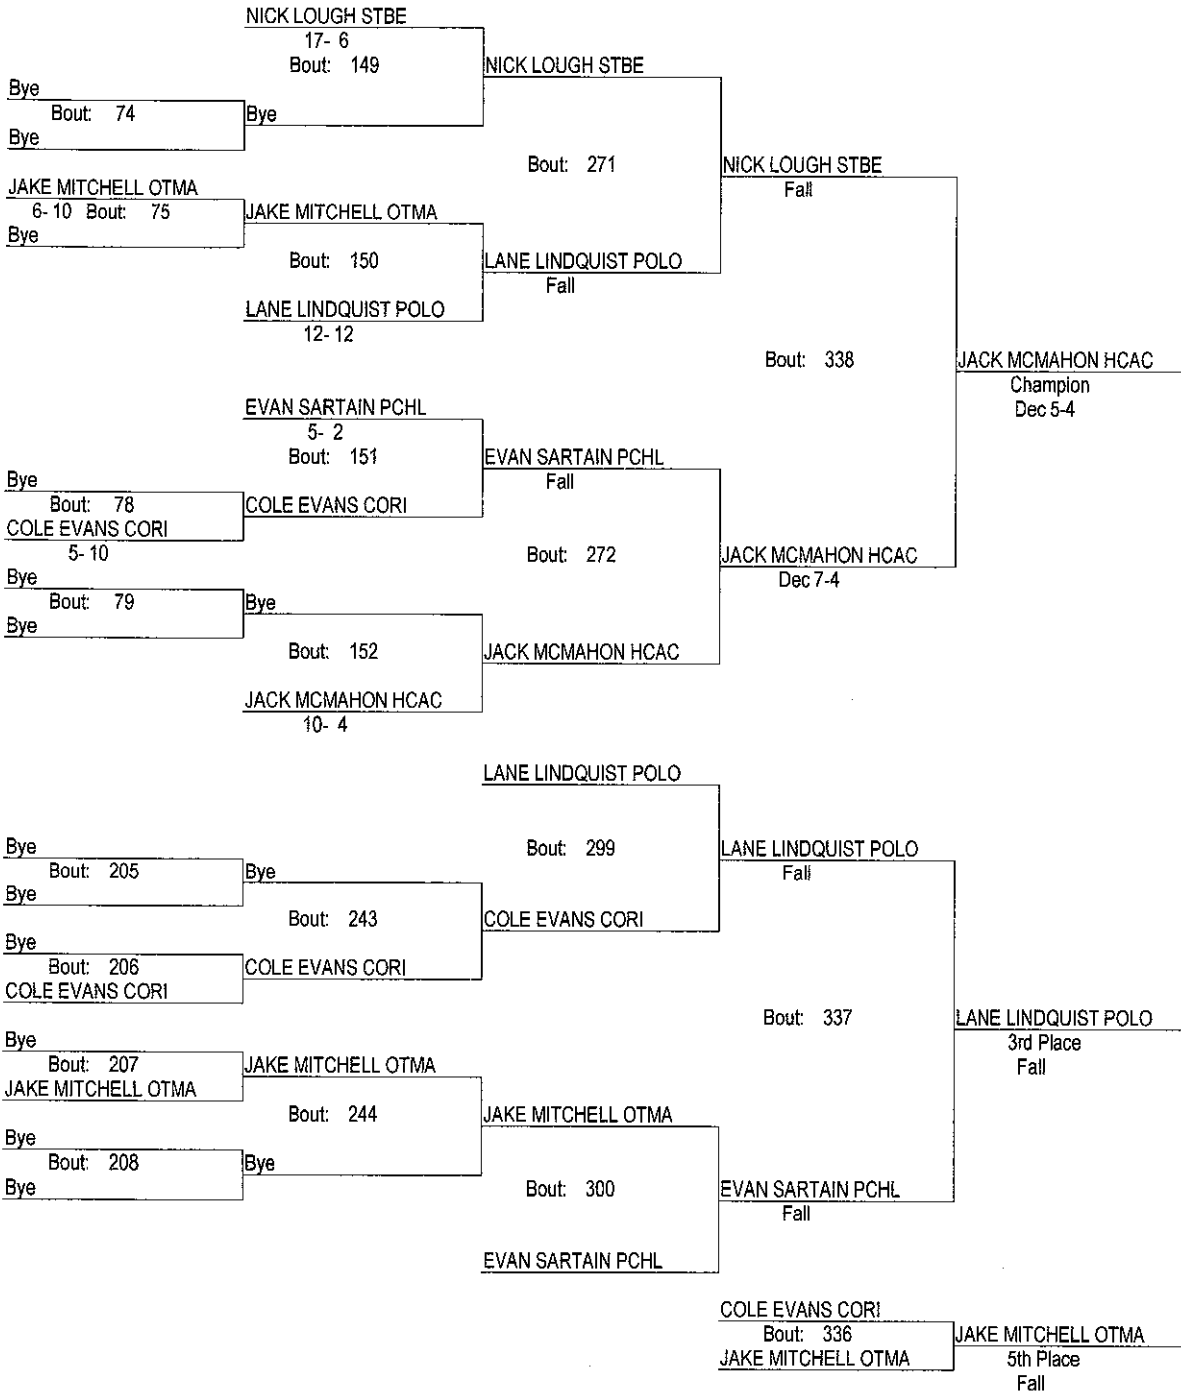 NICK LOUGH STBE
17- 6
Bout: 149
NICK LOUGH STBE
Bye
Bout: 74
Bye
Bye
Bout: 271
NICK LOUGH STBE
Fall
JAKE MITCHELL OTMA
6- 10 Bout: 75
JAKE MITCHELL OTMA
Bye
Bout: 150
LANE LINDQUIST POLO
Fall
LANE LINDQUIST POLO
12- 12
Bout: 338
JACK MCMAHON HCAC
Champion
Dec 5-4
EVAN SARTAIN PCHL
5- 2
Bout: 151
EVAN SARTAIN PCHL
Fall
Bye
Bout: 78
COLE EVANS CORI
COLE EVANS CORI
5- 10
Bout: 272
JACK MCMAHON HCAC
Dec 7-4
Bye
Bout: 79
Bye
Bye
Bout: 152
JACK MCMAHON HCAC
JACK MCMAHON HCAC
10- 4
LANE LINDQUIST POLO
Bout: 299
LANE LINDQUIST POLO
Fall
Bye
Bout: 205
Bye
Bye
Bout: 243
COLE EVANS CORI
Bye
Bout: 206
COLE EVANS CORI
COLE EVANS CORI
Bout: 337
LANE LINDQUIST POLO
3rd Place
Fall
Bye
Bout: 207
JAKE MITCHELL OTMA
JAKE MITCHELL OTMA
Bout: 244
JAKE MITCHELL OTMA
Bye
Bout: 208
Bye
Bye
Bout: 300
EVAN SARTAIN PCHL
Fall
EVAN SARTAIN PCHL
COLE EVANS CORI
Bout: 336
JAKE MITCHELL OTMA
JAKE MITCHELL OTMA
5th Place
Fall